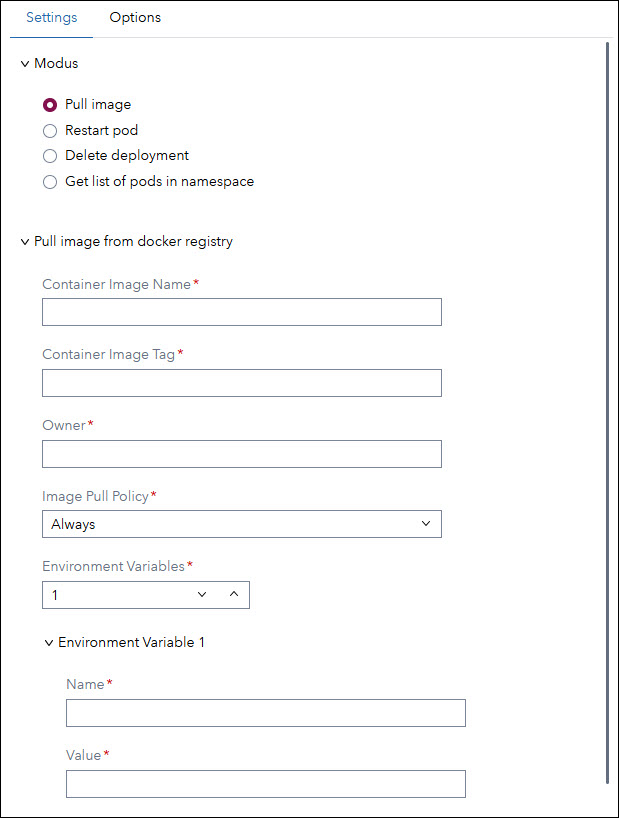 Settings Options
Modus
Pull image
Restart pod
Delete deployment
Get list of pods in namespace
Pull image from docker registry
Container Image Name*
Container Image Tag*
Owner*
Image Pull Policy*
Always
Environment Variables*
1
Environment Variable 1
Name*
Value*